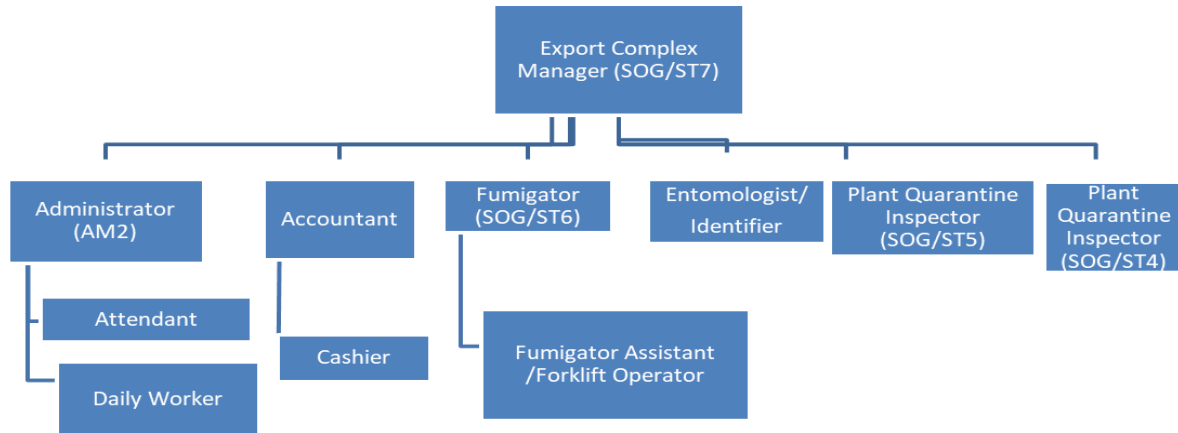 Export Complex
Manager (SOG/ST7)
Administrator
(AM2)
Accountant
Fumigator
(SOG/ST6)
Entomologist/
Identifier
Plant Quarantine
Inspector
(SOG/ST5)
Plant
Quarantine
Inspector
(SOG/ST4)
Attendant
Daily Worker
Cashier
Fumigator Assistant
/Forklift Operator